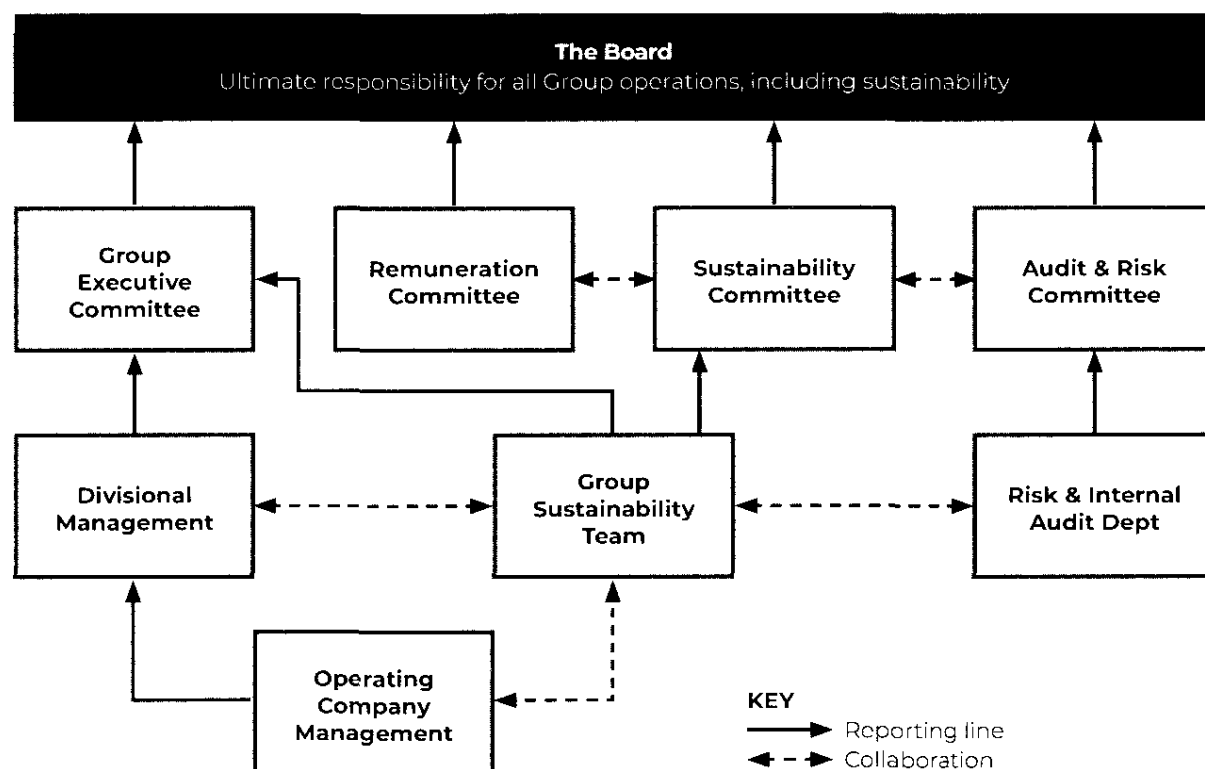 The Board
Ultimate responsibility for all Group operations, including sustainability
Group
Executive
Committee
Remuneration
Committee
Sustainability
Committee
Audit & Risk
Committee
Divisional
Management
Group
Sustainability
Team
Risk & Internal
Audit Dept
Operating
Company
Management
KEY
Reporting line
Collaboration